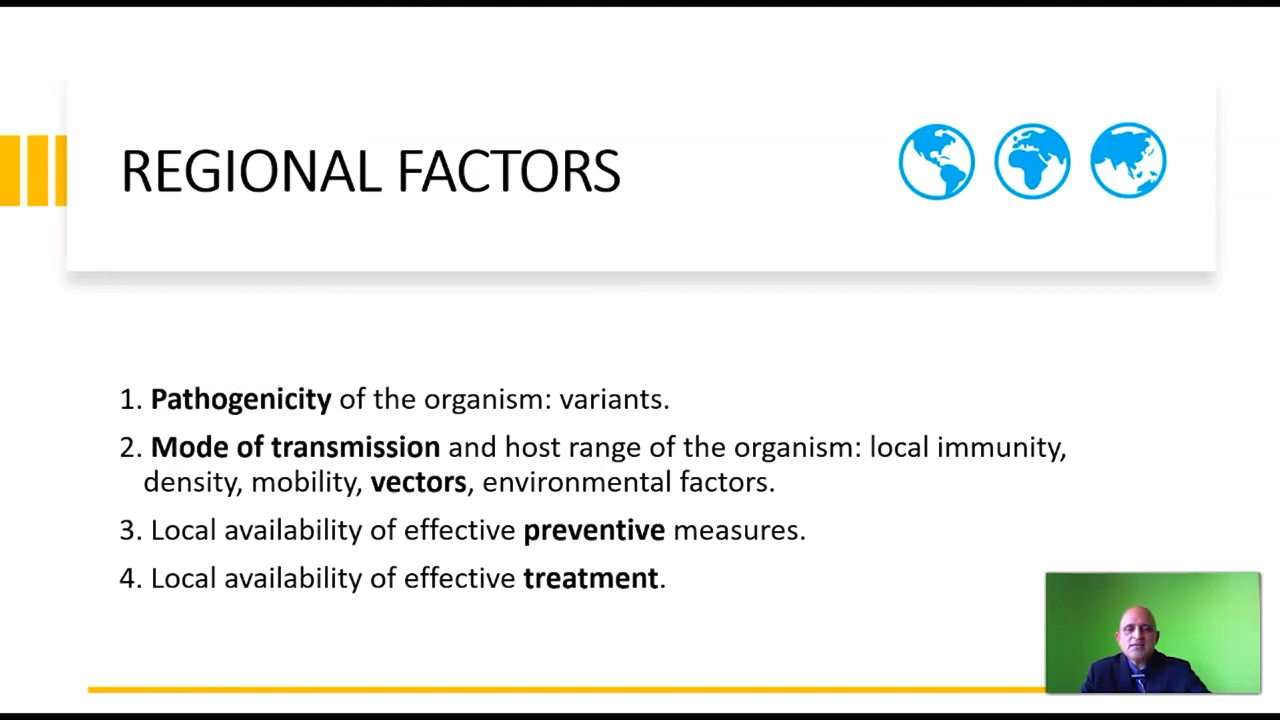 REGIONAL FACTORS
1. Pathogenicity of the organism: variants.
2. Mode of transmission and host range of the organism: local immunity,
density, mobility, vectors, environmental factors.
3. Local availability of effective preventive measures.
4. Local availability of effective treatment.